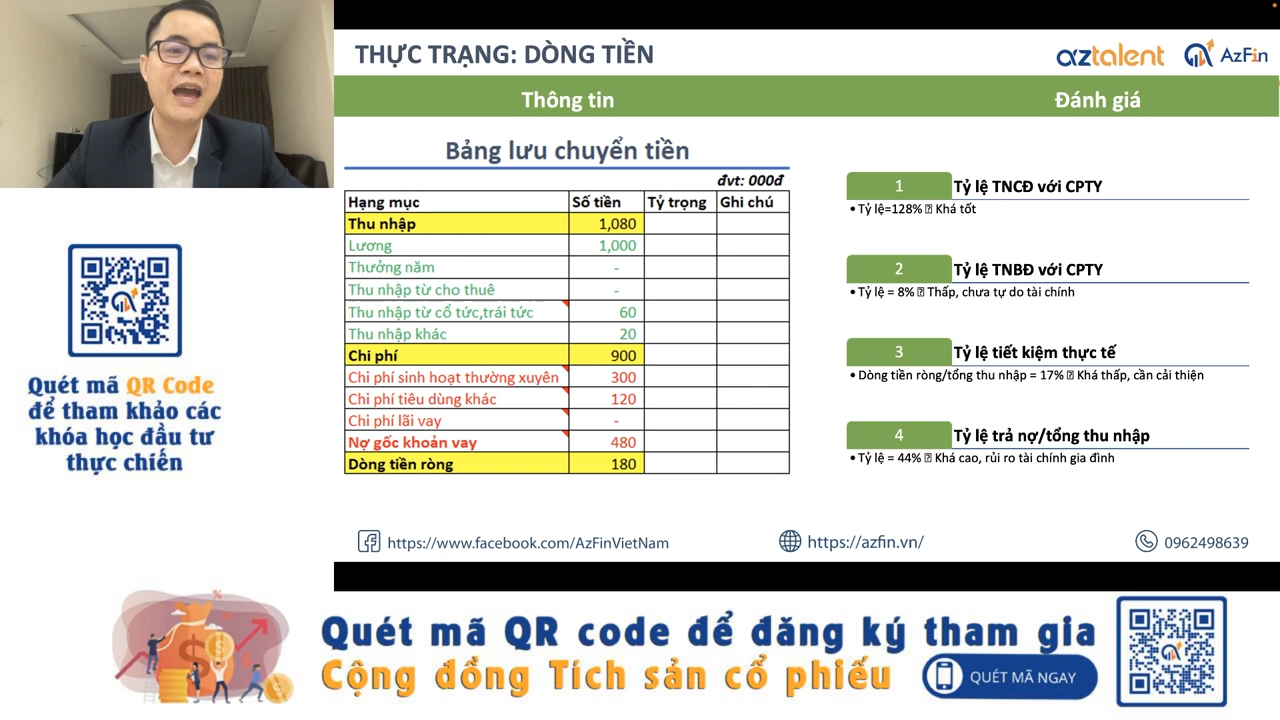 THỰC TRẠNG: DÒNG TIỀN
aztalent
AzFin
Thông tin
Đánh giá
Bảng lưu chuyển tiền
đvt: 000đ
Hạng mục Số tiền Tỷ trọng Ghi chú
Thu nhập 1,080
Lương 1,000
Thưởng năm -
Thu nhập từ cho thuê -
Thu nhập từ cổ tức,trái tức 60
Thu nhập khác 20
Chi phí 900
Chi phí sinh hoạt thường xuyên 300
Chi phí tiêu dùng khác 120
Chi phí lãi vay -
Nợ gốc khoản vay 480
Dòng tiền ròng 180
1 Tỷ lệ TNCĐ với CPTY
• Tỷ lệ=128% ⍰ Khá tốt
2 Tỷ lệ TNBĐ với CPTY
• Tỷ lệ = 8% ⍰ Thấp, chưa tự do tài chính
3 Tỷ lệ tiết kiệm thực tế
• Dòng tiền ròng/tổng thu nhập = 17% ⍰ Khá thấp, cần cải thiện
4 Tỷ lệ trả nợ/tổng thu nhập
• Tỷ lệ = 44% ⍰ Khá cao, rủi ro tài chính gia đình
https://www.facebook.com/AzFinVietNam
https://azfin.vn/
0962498639
Quét mã QR Code
để tham khảo các
khóa học đầu tư
thực chiến
Quét mã QR code để đăng ký tham gia
Cộng đồng Tích sản cổ phiếu
QUÉT MÃ NGAY